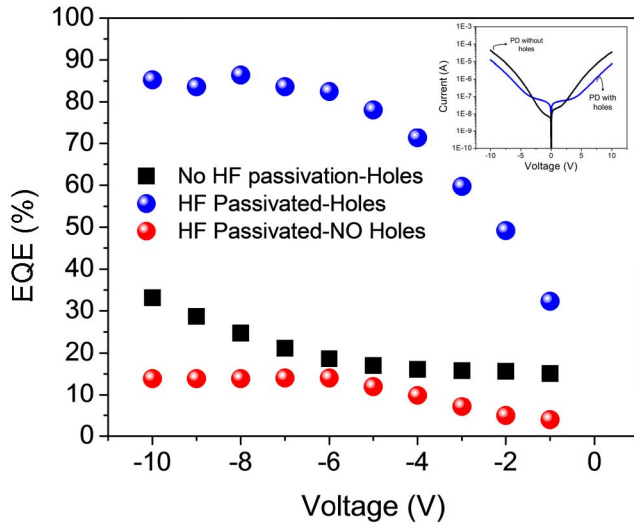 100
90
80
70
60
50
40
30
20
10
0
EQE (%)
-10
-8
-6
-4
-2
0
Voltage (V)
No HF passivation-Holes
HF Passivated-Holes
HF Passivated-NO Holes
1E-3
1E-4
1E-5
1E-6
1E-7
1E-8
1E-9
1E-10
Current (A)
-10
-5
0
5
10
Voltage (V)
PD without
holes
PD with
holes